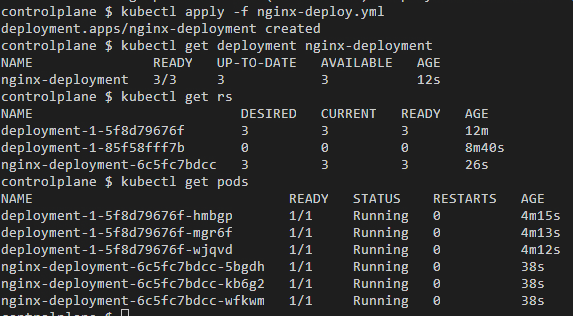 controlplane $ kubectl apply -f nginx-deploy.yml
deployment.apps/nginx-deployment created
controlplane $ kubectl get deployment nginx-deployment
NAME READY UP-TO-DATE AVAILABLE AGE
nginx-deployment 3/3 3 3 12s
controlplane $ kubectl get rs
NAME DESIRED CURRENT READY AGE
deployment-1-5f8d79676f 3 3 3 12m
deployment-1-85f58fff7b 0 0 0 8m40s
nginx-deployment-6c5fc7bdcc 3 3 3 26s
controlplane $ kubectl get pods
NAME READY STATUS RESTARTS AGE
deployment-1-5f8d79676f-hmbgp 1/1 Running 0 4m15s
deployment-1-5f8d79676f-mgr6f 1/1 Running 0 4m13s
deployment-1-5f8d79676f-wjqvd 1/1 Running 0 4m12s
nginx-deployment-6c5fc7bdcc-5bgdh 1/1 Running 0 38s
nginx-deployment-6c5fc7bdcc-kb6g2 1/1 Running 0 38s
nginx-deployment-6c5fc7bdcc-wfkwm 1/1 Running 0 38s
controlplane $